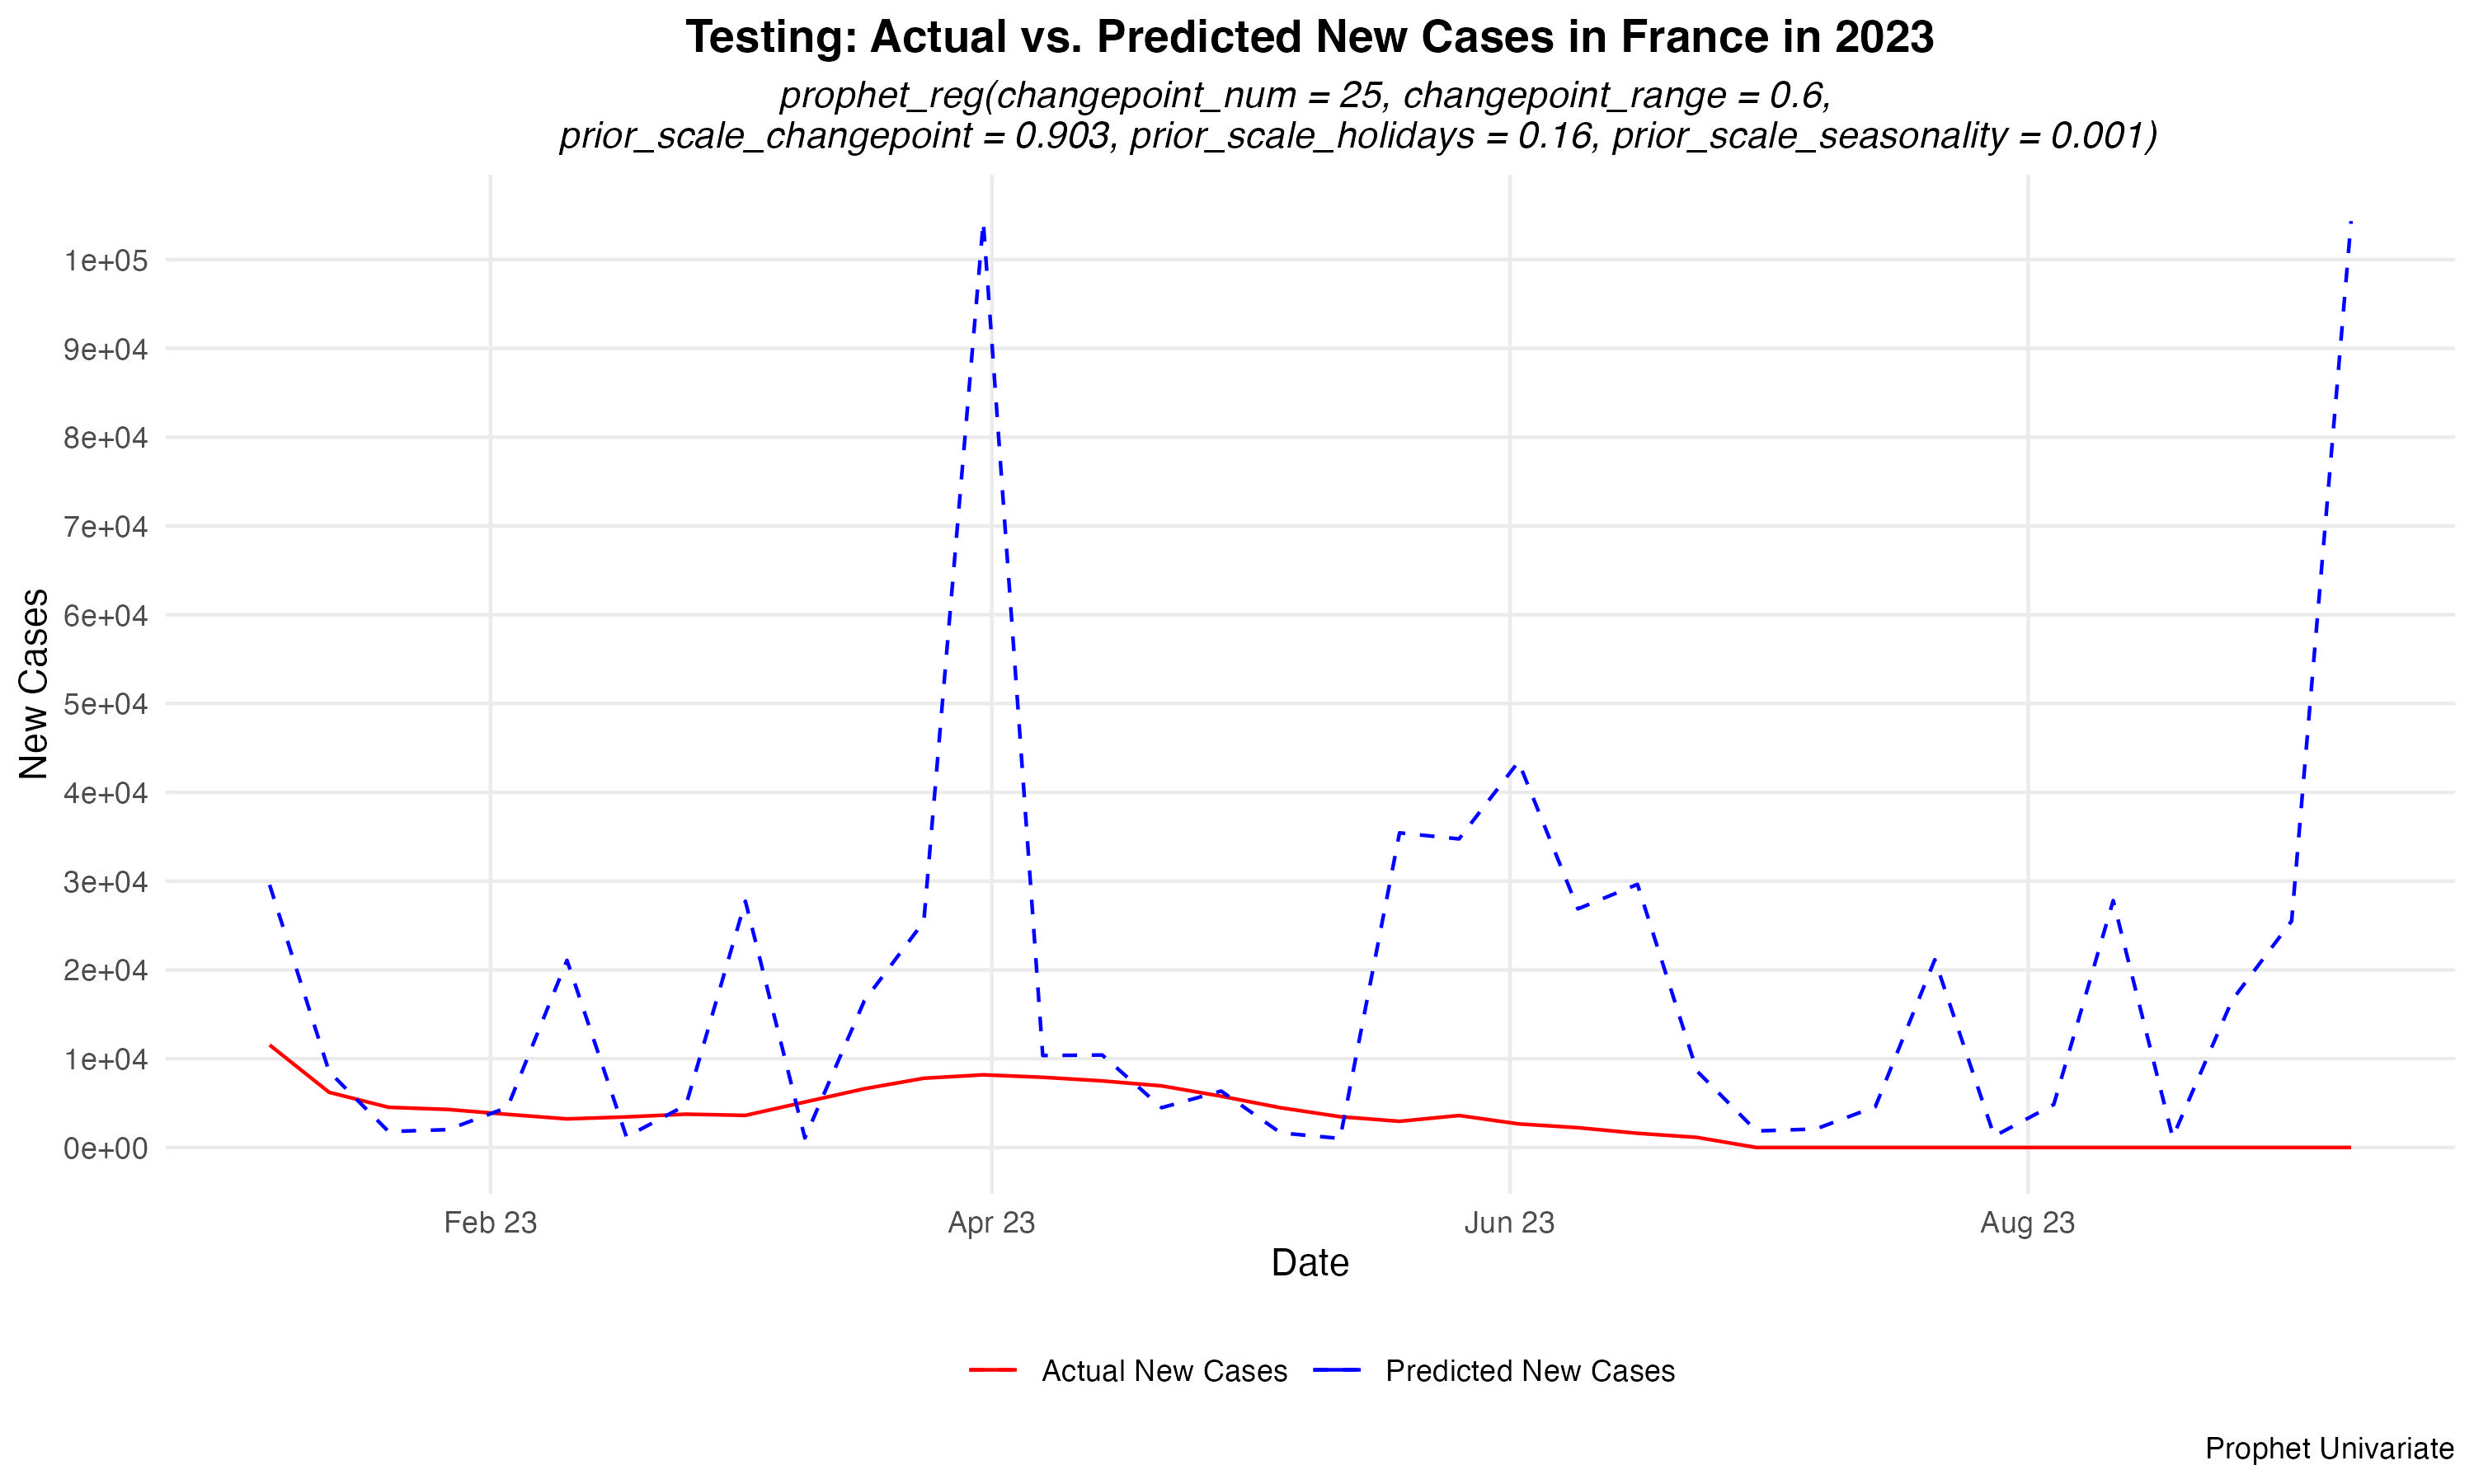 Testing: Actual vs. Predicted New Cases in France in 2023
prophet_reg(changepoint_num = 25, changepoint_range = 0.6,
prior_scale_changepoint = 0.903, prior_scale_holidays = 0.16, prior_scale_seasonality = 0.001)
1e+05
9e+04
8e+04
7e+04
6e+04
5e+04
4e+04
3e+04
2e+04
1e+04
0e+00
New Cases
Feb 23
Apr 23
Jun 23
Aug 23
Date
Actual New Cases
Predicted New Cases
Prophet Univariate